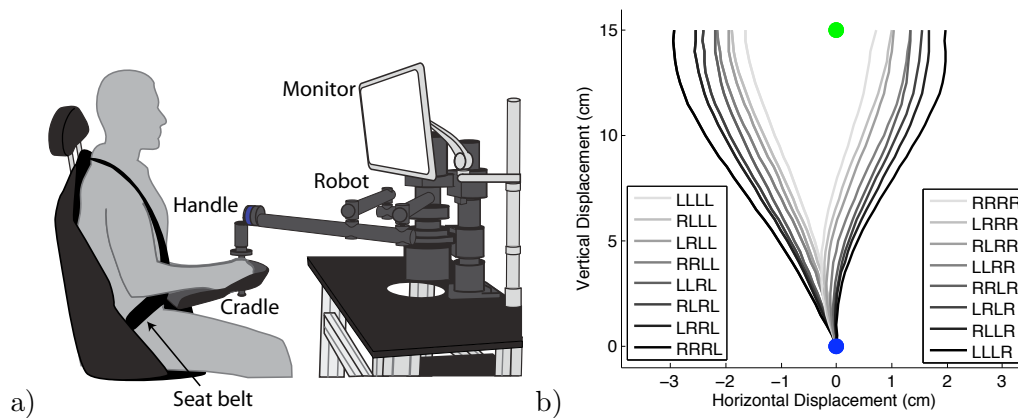 Monitor
Robot
Handle
Cradle
Seat belt
a)
15
10
5
0
Vertical Displacement (cm)
LLLL
RLLL
LRLL
RRLL
LLRL
RLRL
LRRL
RRRL
RRRR
LRRR
RLRR
LLRR
RRLR
LRLR
RLLR
LLLR
−3 −2 −1 0 1 2 3
Horizontal Displacement (cm)
b)